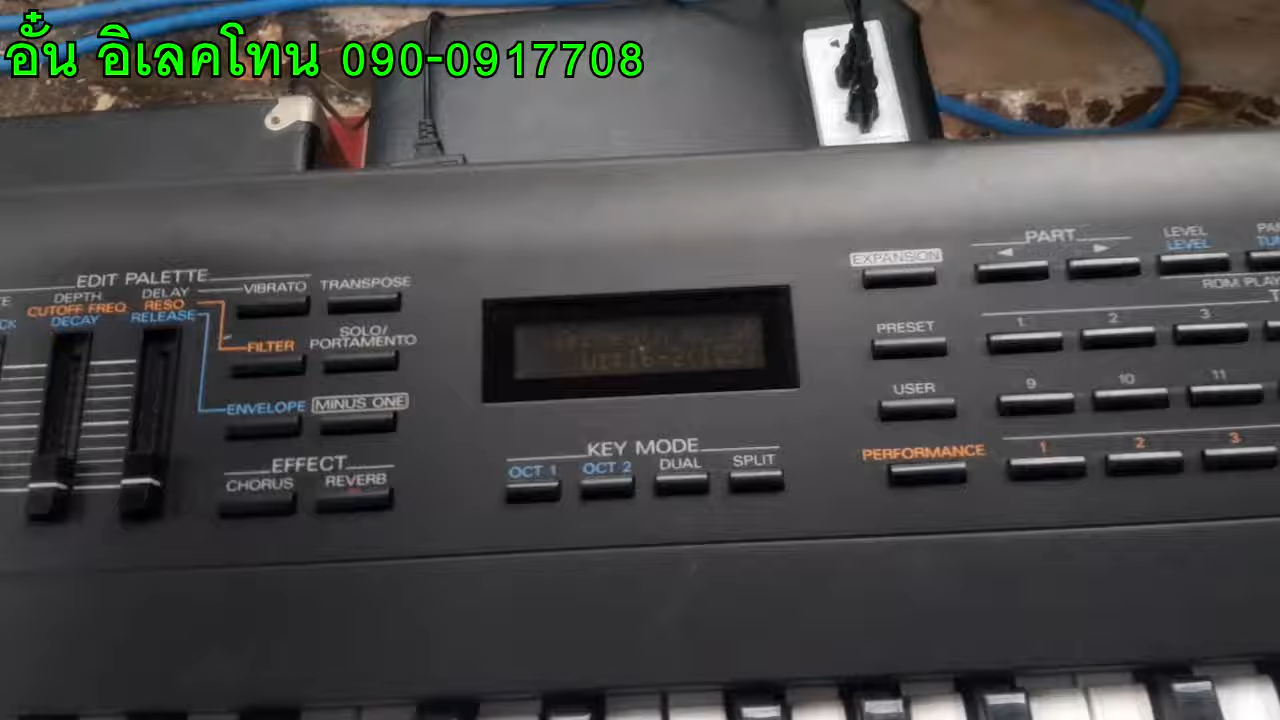 อั๋น อิเลคโทน 090-0917708
EDIT PALETTE
DEPTH
CUTOFF FREQ
DECAY
DELAY
RESO
RELEASE
VIBRATO
TRANSPOSE
FILTER
SOLO/
PORTAMENTO
ENVELOPE
MINUS ONE
EFFECT
CHORUS
REVERB
KEY MODE
OCT 1
OCT 2
DUAL
SPLIT
EXPANSION
PART
LEVEL
LEVEL
PRESET
1
2
3
USER
9
10
11
PERFORMANCE
1
2
3